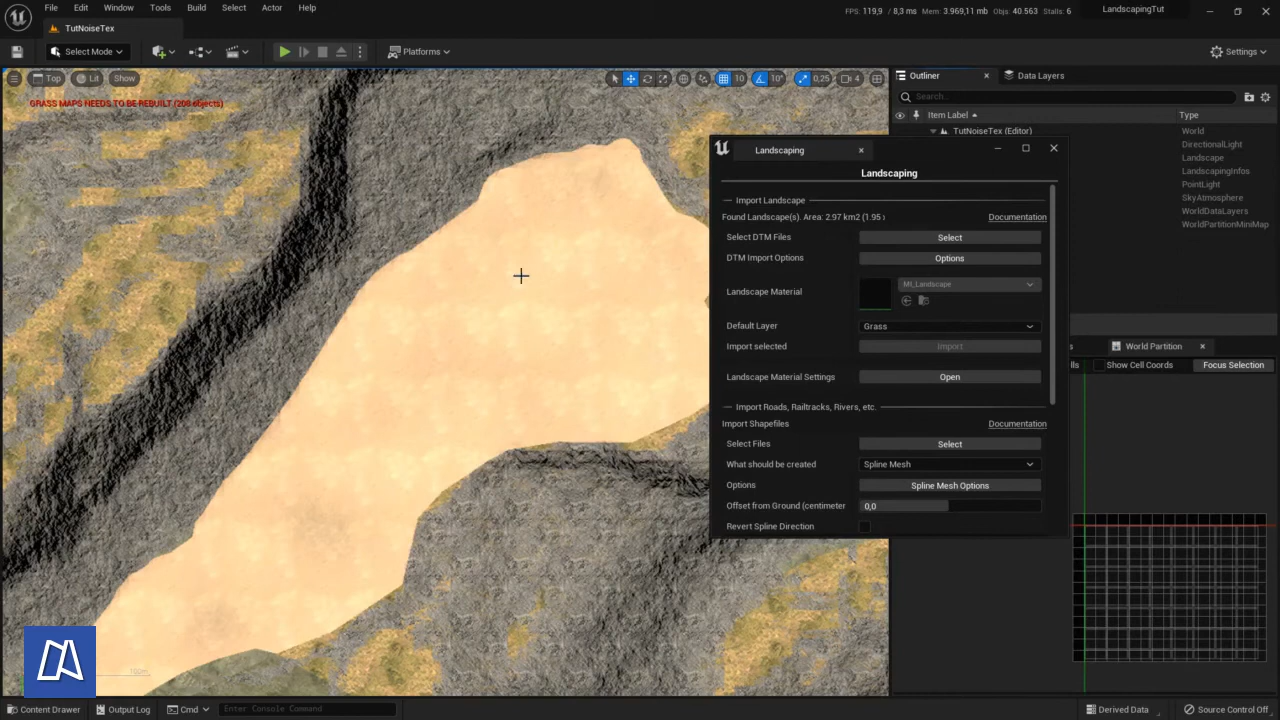 File Edit Window Tools Build Select Actor Help
FPS: 119,9 / 8,3 ms Mem: 3.969,11 mb Objs: 40.563 Stalls: 6
LandscapingTut
TutNoiseTex
Select Mode
Platforms
Settings
Top Lit Show
10 10° 0,25 4
GRASS MAPS NEEDS TO BE REBUILT (200 objects)
Outliner
Data Layers
Search...
Item Label
Type
TutNoiseTex (Editor)
World
DirectionalLight
Landscape
LandscapingInfos
PointLight
SkyAtmosphere
WorldDataLayers
WorldPartitionMiniMap
Landscaping
Landscaping
Import Landscape
Found Landscape(s). Area: 2.97 km2 (1.95
Documentation
Select DTM Files
Select
DTM Import Options
Options
Landscape Material
MI_Landscape
Default Layer
Grass
Import selected
Import
Landscape Material Settings
Open
Import Roads, Railtracks, Rivers, etc.
Import Shapefiles
Documentation
Select Files
Select
What should be created
Spline Mesh
Options
Spline Mesh Options
Offset from Ground (centimeter
0,0
Revert Spline Direction
World Partition
Show Cell Coords
Focus Selection
100m
Content Drawer
Output Log
Cmd
Enter Console Command
Derived Data
Source Control Off